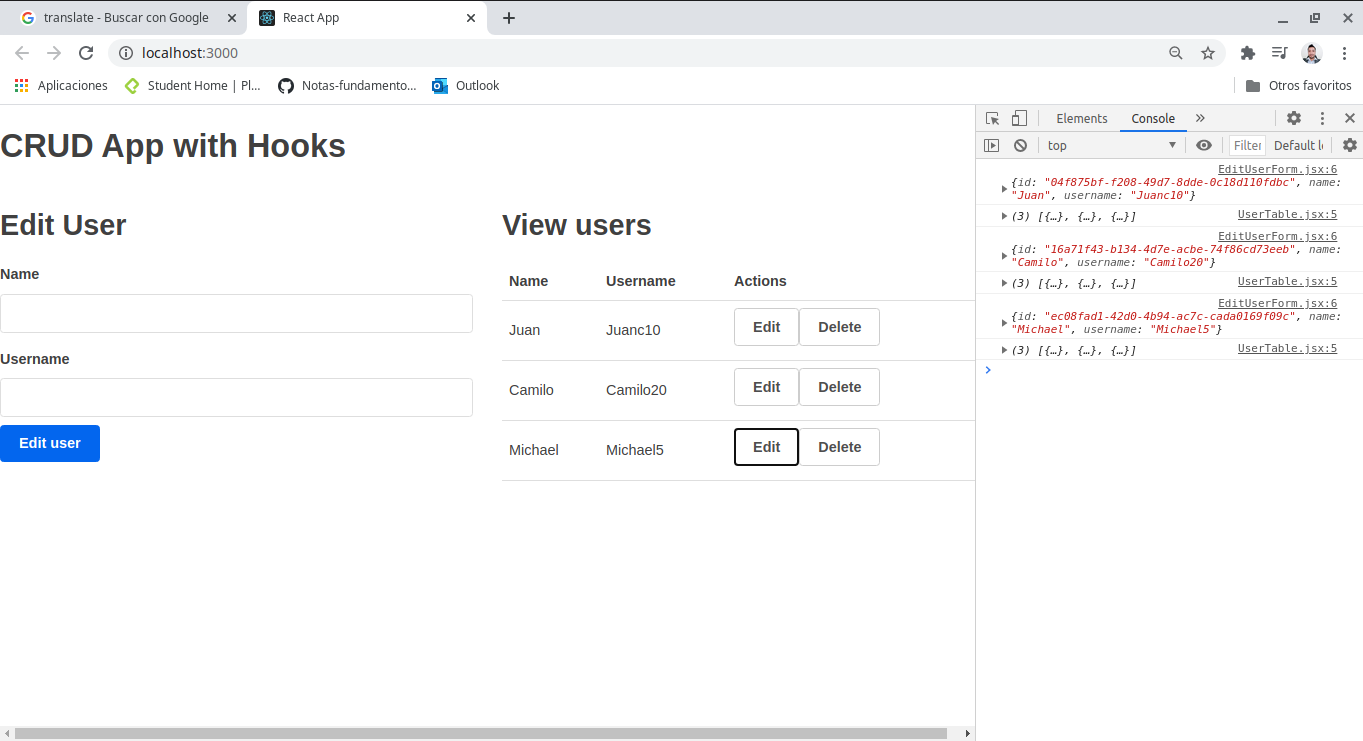 translate - Buscar con Google
React App
localhost:3000
Aplicaciones
Student Home | Pl...
Notas-fundamento...
Outlook
Otros favoritos
CRUD App with Hooks
Edit User
Name
Username
Edit user
View users
Name Username Actions
Juan Juanc10 Edit Delete
Camilo Camilo20 Edit Delete
Michael Michael5 Edit Delete
Elements Console »
top Filter Default l
EditUserForm.jsx:6
{id: "04f875bf-f208-49d7-8dde-0c18d110fdbc", name:
"Juan", username: "Juanc10"}
(3) [{…}, {…}, {…}] UserTable.jsx:5
EditUserForm.jsx:6
{id: "16a71f43-b134-4d7e-acbe-74f86cd73eeb", name:
"Camilo", username: "Camilo20"}
(3) [{…}, {…}, {…}] UserTable.jsx:5
EditUserForm.jsx:6
{id: "ec08fad1-42d0-4b94-ac7c-cada0169f09c", name:
"Michael", username: "Michael5"}
(3) [{…}, {…}, {…}] UserTable.jsx:5